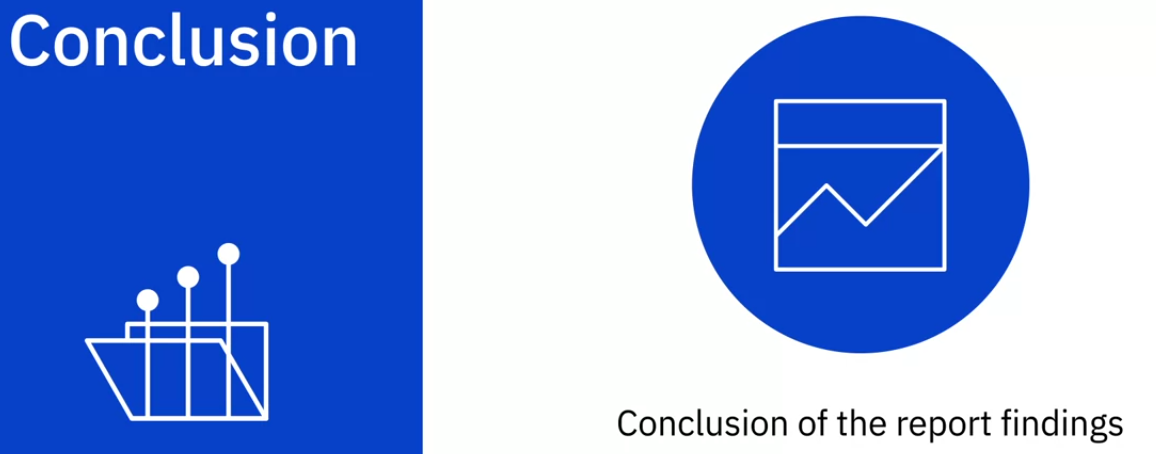 Conclusion
Conclusion of the report findings